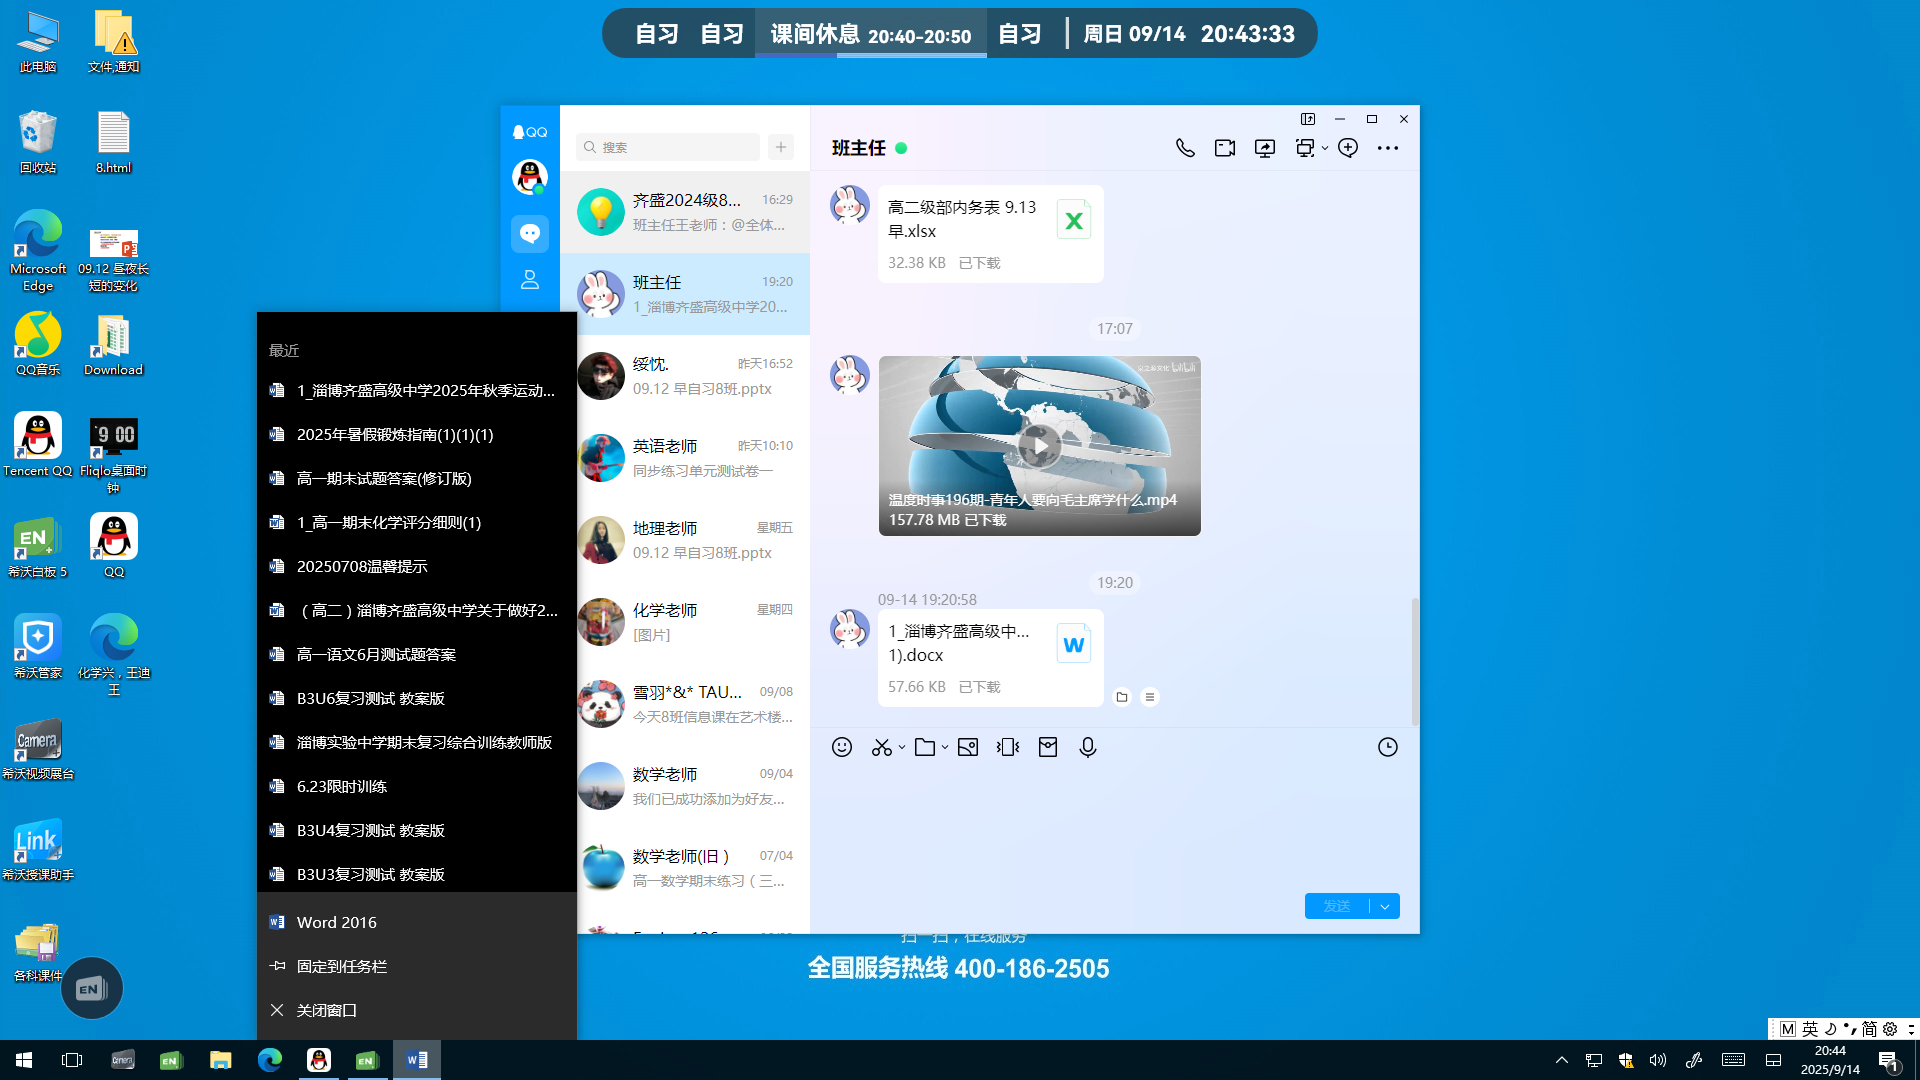 自习 自习 课间休息 20:40-20:50 自习 周日 09/14 20:43:33
此电脑
文件,通知
回收站
8.html
Microsoft
Edge
09.12 昼夜长
短的变化
QQ音乐
Download
Tencent QQ
Fliqlo桌面时
钟
9 00
希沃白板 5
QQ
希沃管家
化学兴，王迪
王
Camera
希沃视频展台
Link
希沃授课助手
各科课件
EN
QQ
搜索
齐盛2024级8... 16:29
班主任王老师：@全体...
班主任 19:20
1_淄博齐盛高级中学20...
绥忱. 昨天16:52
09.12 早自习8班.pptx
英语老师 昨天10:10
同步练习单元测试卷一
地理老师 星期五
09.12 早自习8班.pptx
化学老师 星期四
[图片]
雪羽*&* TAU... 09/08
今天8班信息课在艺术楼...
数学老师 09/04
我们已成功添加为好友...
数学老师(旧） 07/04
高一数学期末练习（三...
班主任
高二级部内务表 9.13
早.xlsx
32.38 KB 已下载
17:07
温度时事196期-青年人要向毛主席学什么.mp4
157.78 MB 已下载
19:20
09-14 19:20:58
1_淄博齐盛高级中...
1).docx
57.66 KB 已下载
发送
最近
1_淄博齐盛高级中学2025年秋季运动...
2025年暑假锻炼指南(1)(1)(1)
高一期末试题答案(修订版)
1_高一期末化学评分细则(1)
20250708温馨提示
（高二）淄博齐盛高级中学关于做好2...
高一语文6月测试题答案
B3U6复习测试 教案版
淄博实验中学期末复习综合训练教师版
6.23限时训练
B3U4复习测试 教案版
B3U3复习测试 教案版
Word 2016
固定到任务栏
关闭窗口
扫一扫，在线服务
全国服务热线 400-186-2505
M 英 简
20:44
2025/9/14
1